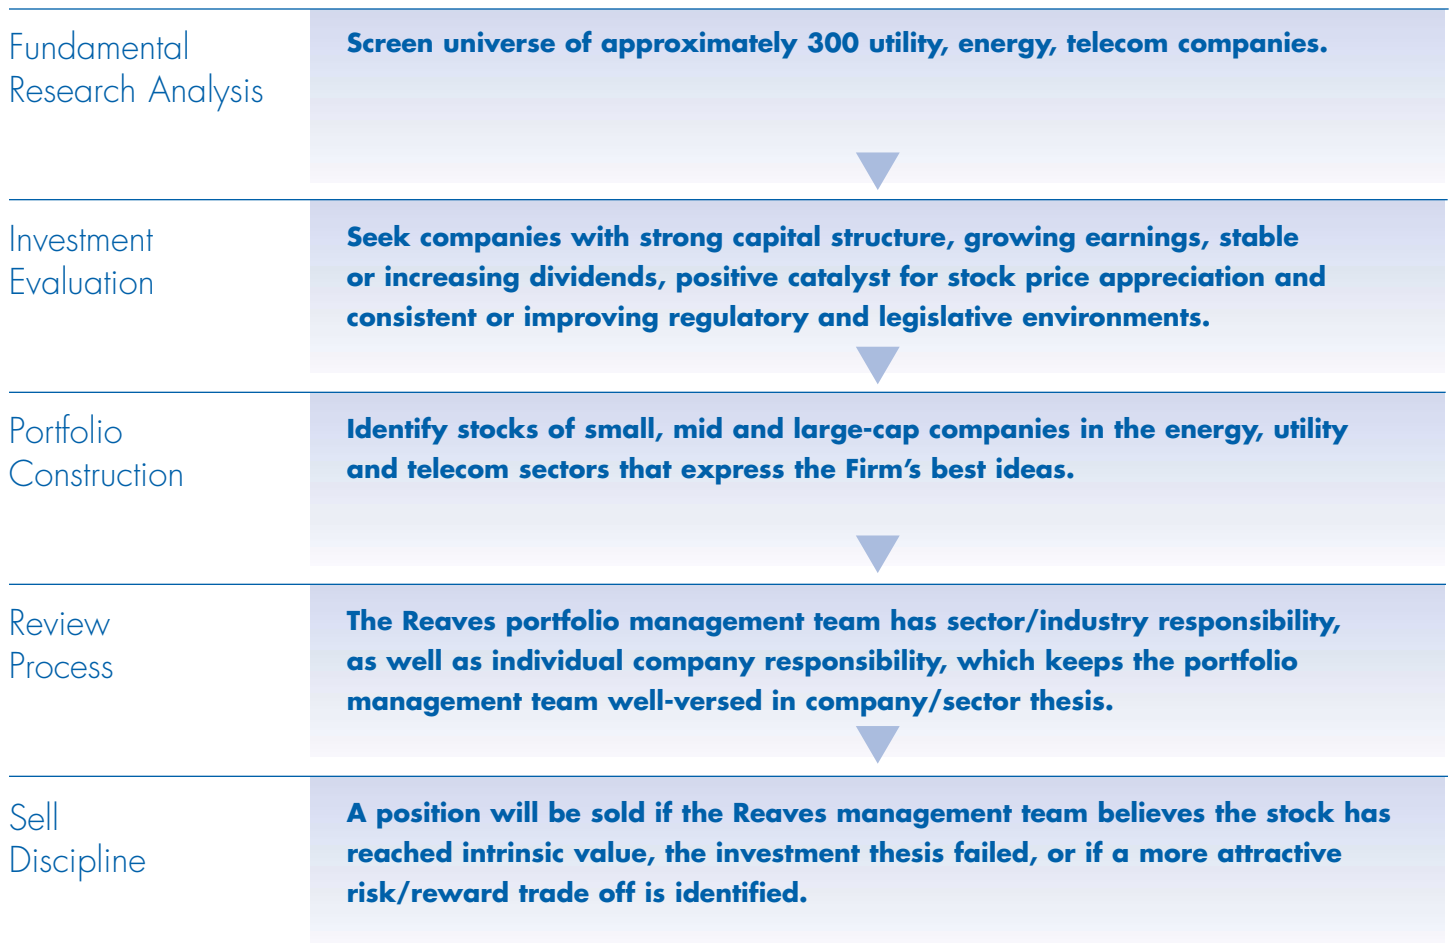 Fundamental
Research Analysis
Screen universe of approximately 300 utility, energy, telecom companies.
Investment
Evaluation
Seek companies with strong capital structure, growing earnings, stable
or increasing dividends, positive catalyst for stock price appreciation and
consistent or improving regulatory and legislative environments.
Portfolio
Construction
Identify stocks of small, mid and large-cap companies in the energy, utility
and telecom sectors that express the Firm’s best ideas.
Review
Process
The Reaves portfolio management team has sector/industry responsibility,
as well as individual company responsibility, which keeps the portfolio
management team well-versed in company/sector thesis.
Sell
Discipline
A position will be sold if the Reaves management team believes the stock has
reached intrinsic value, the investment thesis failed, or if a more attractive
risk/reward trade off is identified.